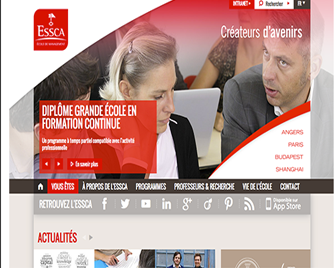 INTRANET
Rechercher
FR
ESSCA
ÉCOLE DE MANAGEMENT
Créateurs d'avenirs
DIPLÔME GRANDE ÉCOLE EN
FORMATION CONTINUE
Un programme à temps partiel compatible avec l'activité
professionnelle
En savoir plus
ANGERS
PARIS
BUDAPEST
SHANGHAI
VOUS ÊTES À PROPOS DE L'ESSCA PROGRAMMES PROFESSEURS & RECHERCHE VIE DE L'ÉCOLE CONTACT
RETROUVEZ L'ESSCA
Disponible sur
App Store
ACTUALITÉS